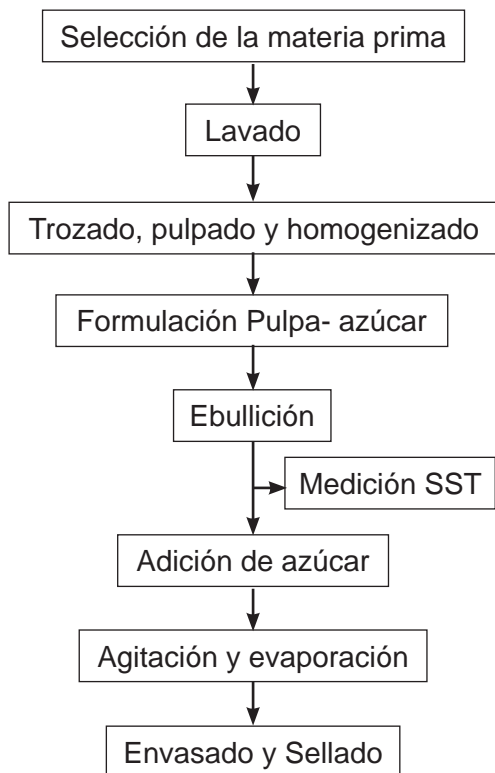 Selección de la materia prima
Lavado
Trozado, pulpado y homogenizado
Formulación Pulpa- azúcar
Ebullición
Medición SST
Adición de azúcar
Agitación y evaporación
Envasado y Sellado